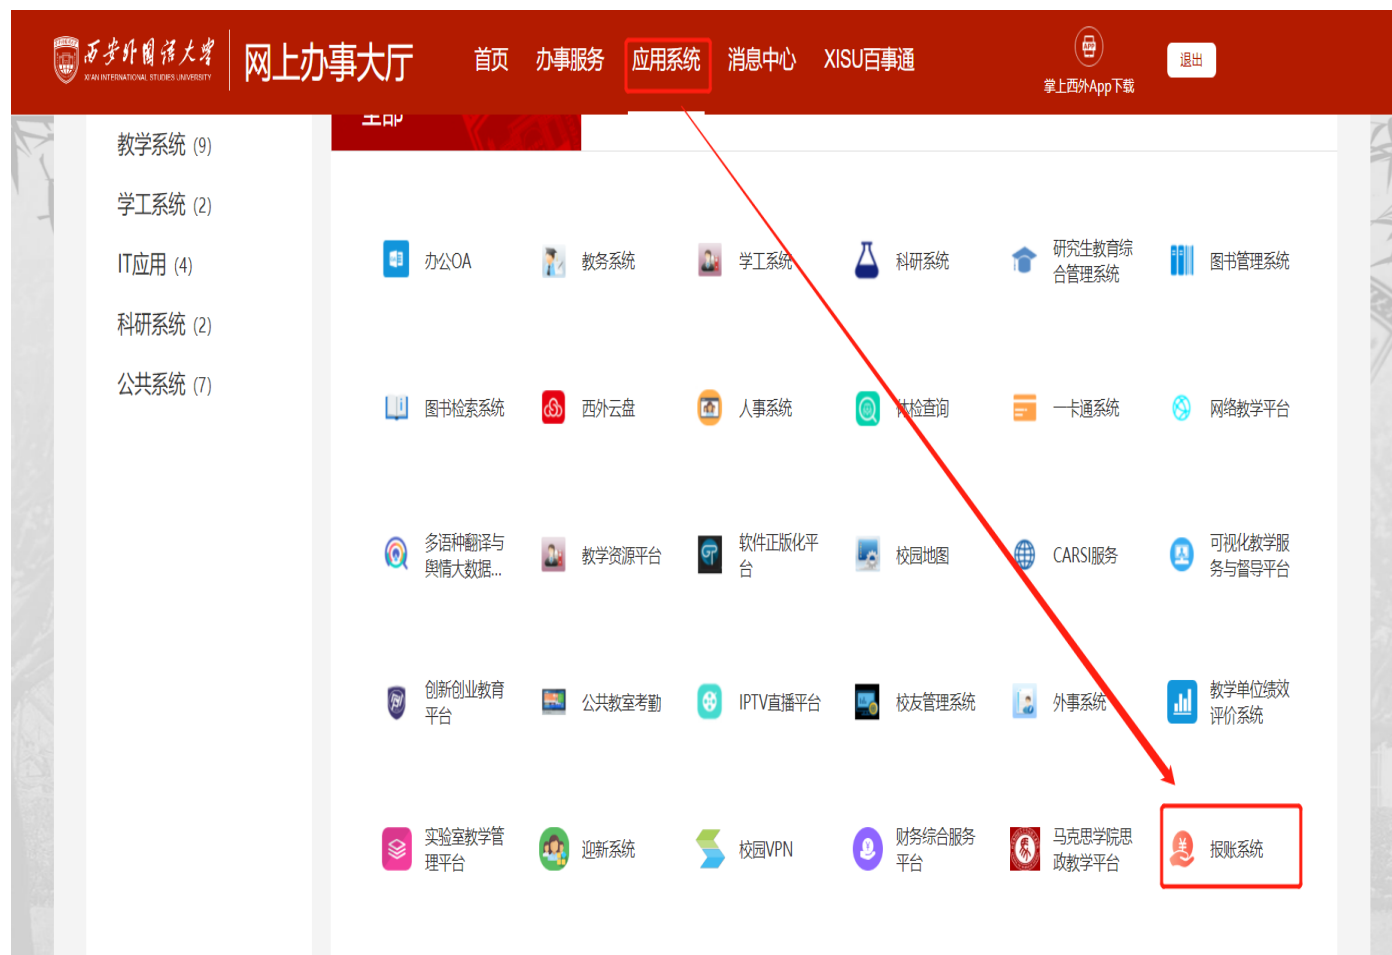 西安外国语大学
XI'AN INTERNATIONAL STUDIES UNIVERSITY
网上办事大厅
首页 办事服务 应用系统 消息中心 XISU百事通
APP
掌上西外App下载
退出
全部
教学系统 (9)
学工系统 (2)
IT应用 (4)
科研系统 (2)
公共系统 (7)
办公OA
教务系统
学工系统
科研系统
研究生教育综
合管理系统
图书管理系统
图书检索系统
西外云盘
人事系统
体检查询
一卡通系统
网络教学平台
多语种翻译与
舆情大数据...
教学资源平台
软件正版化平
台
校园地图
CARSI服务
可视化教学服
务与督导平台
创新创业教育
平台
公共教室考勤
IPTV直播平台
校友管理系统
外事系统
教学单位绩效
评价系统
实验室教学管
理平台
迎新系统
校园VPN
财务综合服务
平台
马克思学院思
政教学平台
报账系统